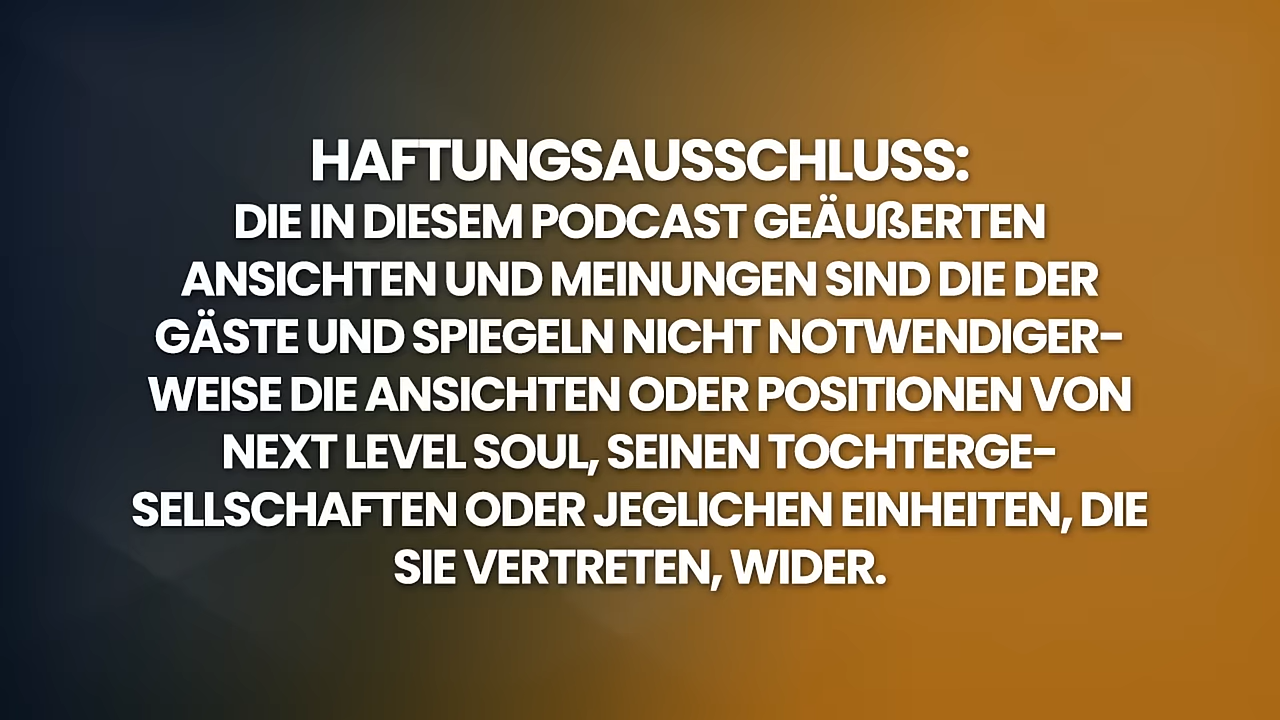 HAFTUNGSAUSSCHLUSS:
DIE IN DIESEM PODCAST GEÄUßERTEN
ANSICHTEN UND MEINUNGEN SIND DIE DER
GÄSTE UND SPIEGELN NICHT NOTWENDIGER-
WEISE DIE ANSICHTEN ODER POSITIONEN VON
NEXT LEVEL SOUL, SEINEN TOCHTERGE-
SELLSCHAFTEN ODER JEGLICHEN EINHEITEN, DIE
SIE VERTRETEN, WIDER.